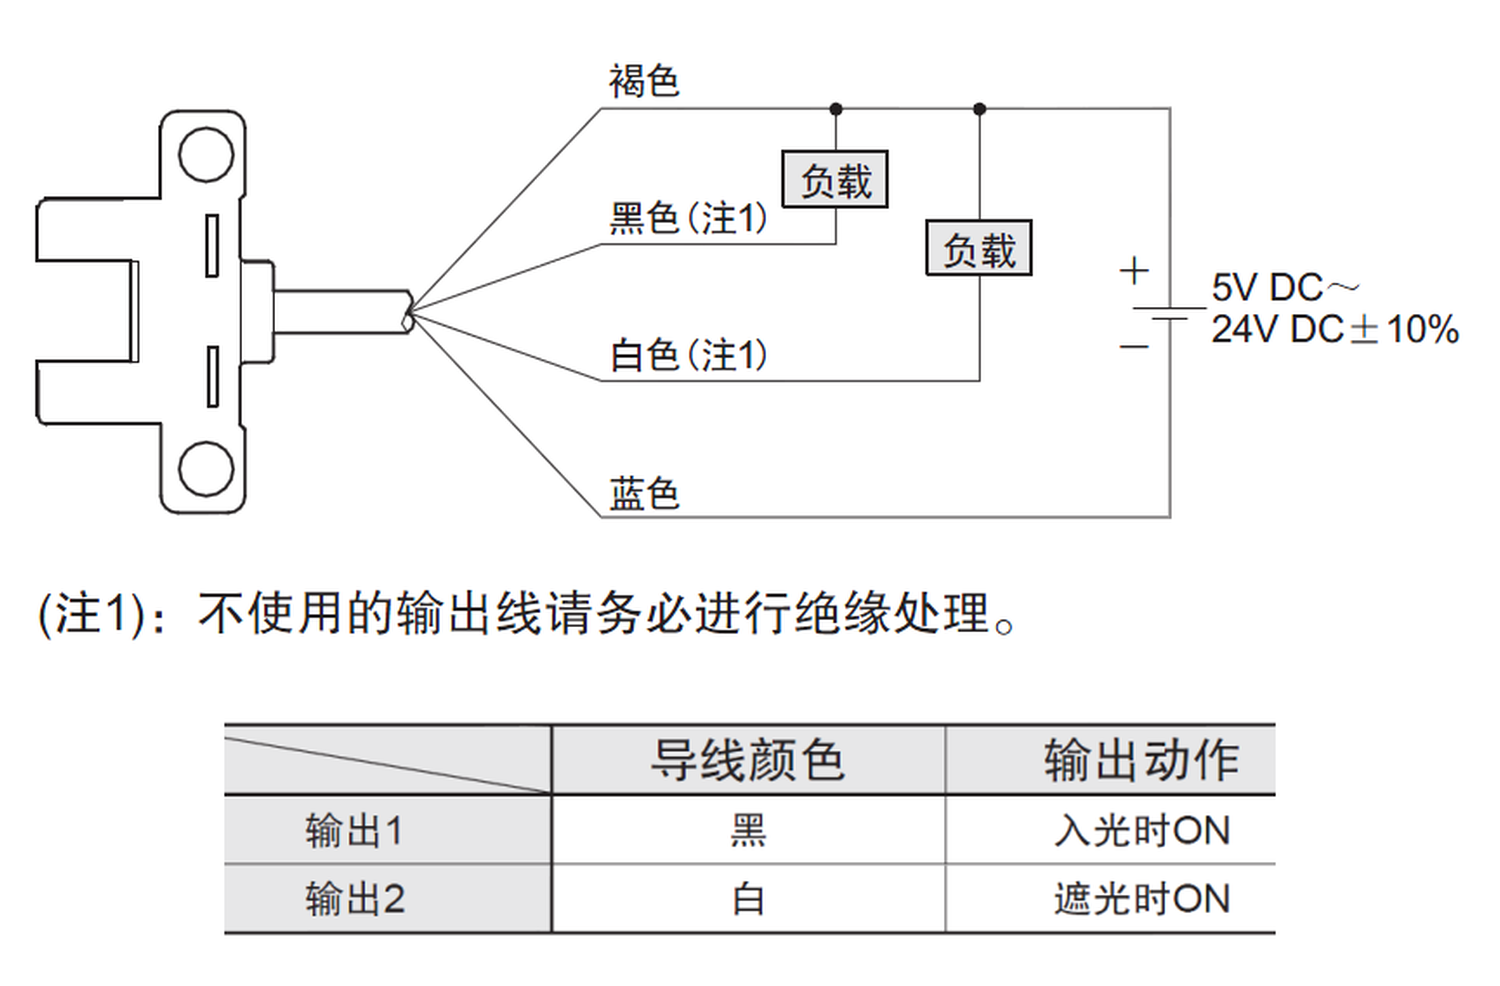 褐色
负载
黑色(注1)
负载
+
5V DC～
24V DC±10%
−
白色(注1)
蓝色
(注1)：不使用的输出线请务必进行绝缘处理。
导线颜色 输出动作
输出1 黑 入光时ON
输出2 白 遮光时ON